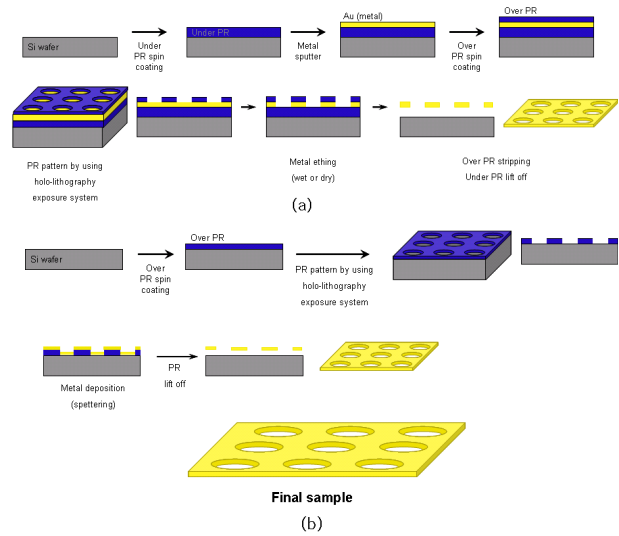 Si wafer
Under
PR spin
coating
Under PR
Metal
sputter
Au (metal)
Over
PR spin
coating
Over PR
PR pattern by using
holo-lithography
exposure system
Metal ething
(wet or dry)
Over PR stripping
Under PR lift off
(a)
Si wafer
Over
PR spin
coating
Over PR
PR pattern by using
holo-lithography
exposure system
Metal deposition
(spettering)
PR
lift off
Final sample
(b)